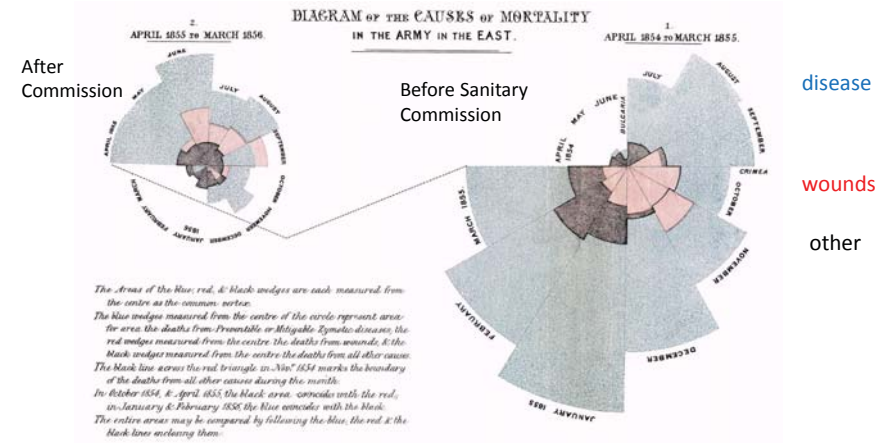 DIAGRAM OF THE CAUSES OF MORTALITY
IN THE ARMY IN THE EAST.
2.
APRIL 1855 TO MARCH 1856.
1.
APRIL 1854 TO MARCH 1855.
After
Commission
Before Sanitary
Commission
disease
wounds
other
APRIL 1855
MAY
JUNE
JULY
AUGUST
SEPTEMBER
OCTOBER
NOVEMBER
DECEMBER
JANUARY
1856
FEBRUARY
MARCH
APRIL
1854
MAY
JUNE
BULGARIA
JULY
AUGUST
SEPTEMBER
CRIMEA
OCTOBER
NOVEMBER
DECEMBER
JANUARY 1855
FEBRUARY
MARCH 1855
The Areas of the blue, red, & black wedges are each measured from
the centre as the common vertex.
The blue wedges measured from the centre of the circle represent area
for area the deaths from Preventible or Mitigable Zymotic diseases, the
red wedges measured from the centre the deaths from wounds, & the
black wedges measured from the centre the deaths from all other causes.
The black line across the red triangle in Novr. 1854 marks the boundary
of the deaths from all other causes during the month.
In October 1854, & April 1855, the black area coincides with the red,
in January & February 1856, the blue coincides with the black.
The entire areas may be compared by following the blue, the red & the
black lines enclosing them.